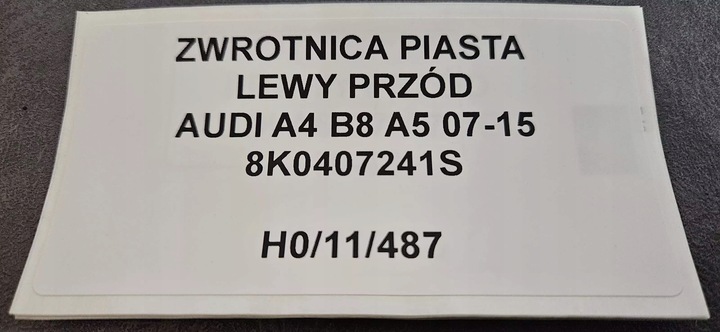 ZWROTNICA PIASTA
LEWY PRZÓD
AUDI A4 B8 A5 07-15
8K0407241S
H0/11/487